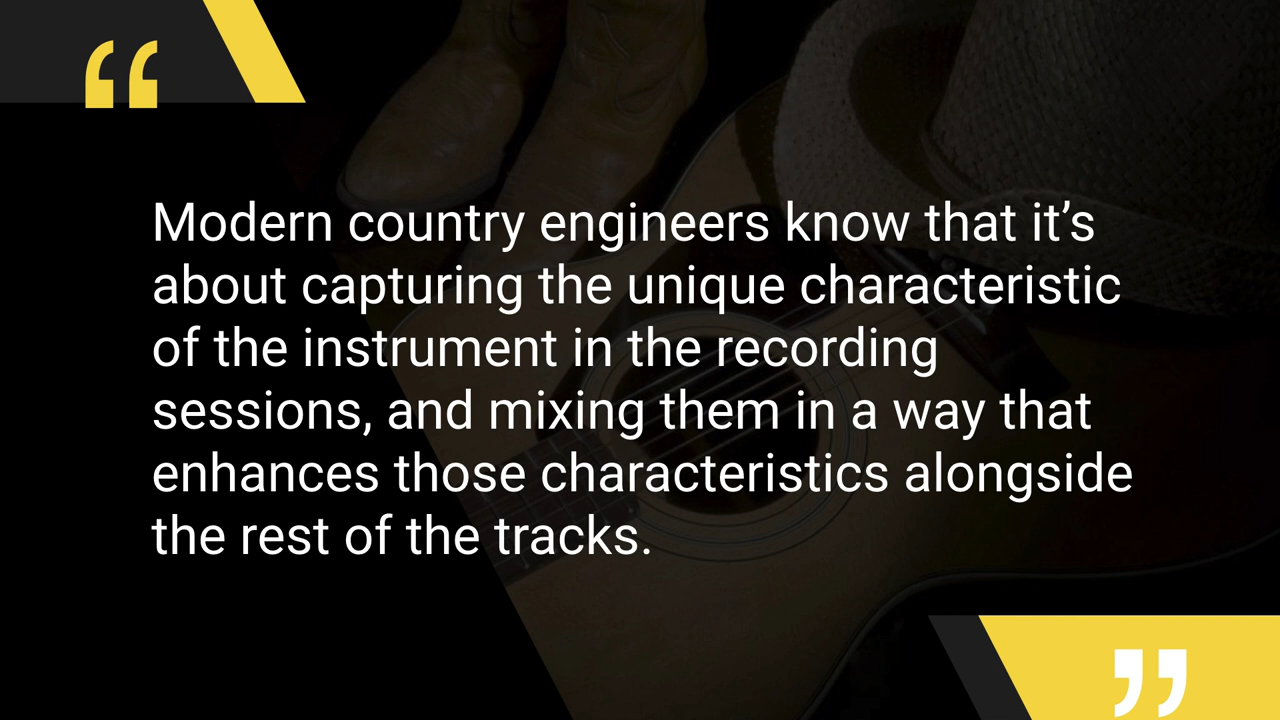 “
Modern country engineers know that it’s
about capturing the unique characteristic
of the instrument in the recording
sessions, and mixing them in a way that
enhances those characteristics alongside
the rest of the tracks.
”